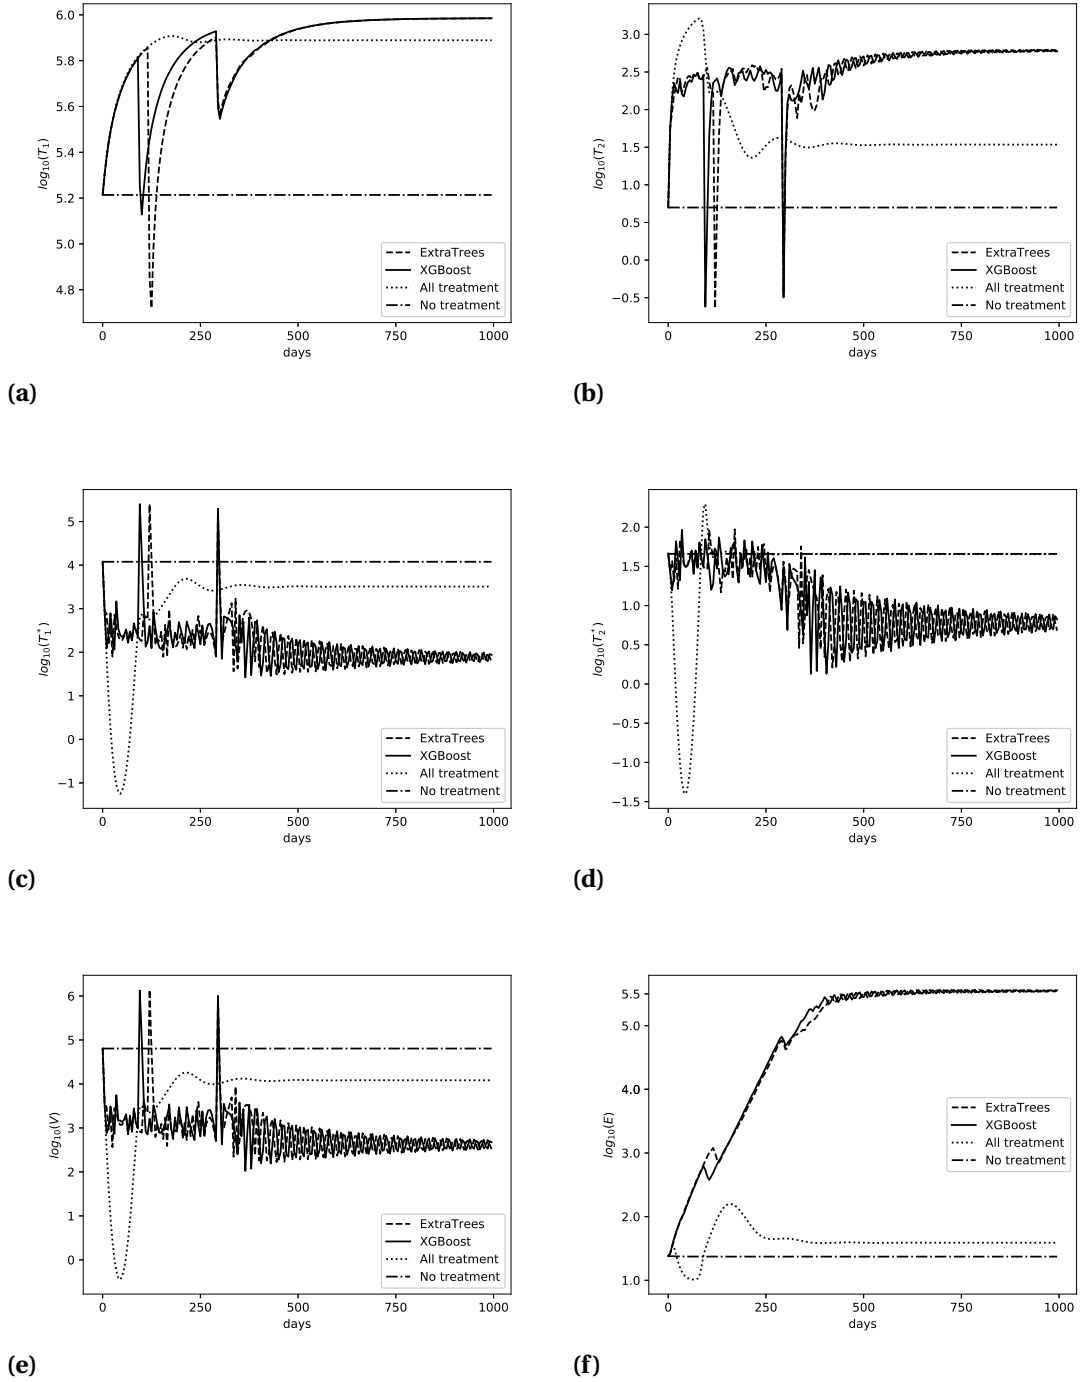 log₁₀(T₁)
6.0
5.8
5.6
5.4
5.2
5.0
4.8
ExtraTrees
XGBoost
All treatment
No treatment
0 250 500 750 1000
days
(a)
log₁₀(T₂)
3.0
2.5
2.0
1.5
1.0
0.5
0.0
−0.5
ExtraTrees
XGBoost
All treatment
No treatment
0 250 500 750 1000
days
(b)
log₁₀(T₁*)
5
4
3
2
1
0
−1
ExtraTrees
XGBoost
All treatment
No treatment
0 250 500 750 1000
days
(c)
log₁₀(T₂*)
2.0
1.5
1.0
0.5
0.0
−0.5
−1.0
−1.5
ExtraTrees
XGBoost
All treatment
No treatment
0 250 500 750 1000
days
(d)
log₁₀(V)
6
5
4
3
2
1
0
ExtraTrees
XGBoost
All treatment
No treatment
0 250 500 750 1000
days
(e)
log₁₀(E)
5.5
5.0
4.0
3.0
2.0
1.0
ExtraTrees
XGBoost
All treatment
No treatment
0 250 500 750 1000
days
(f)